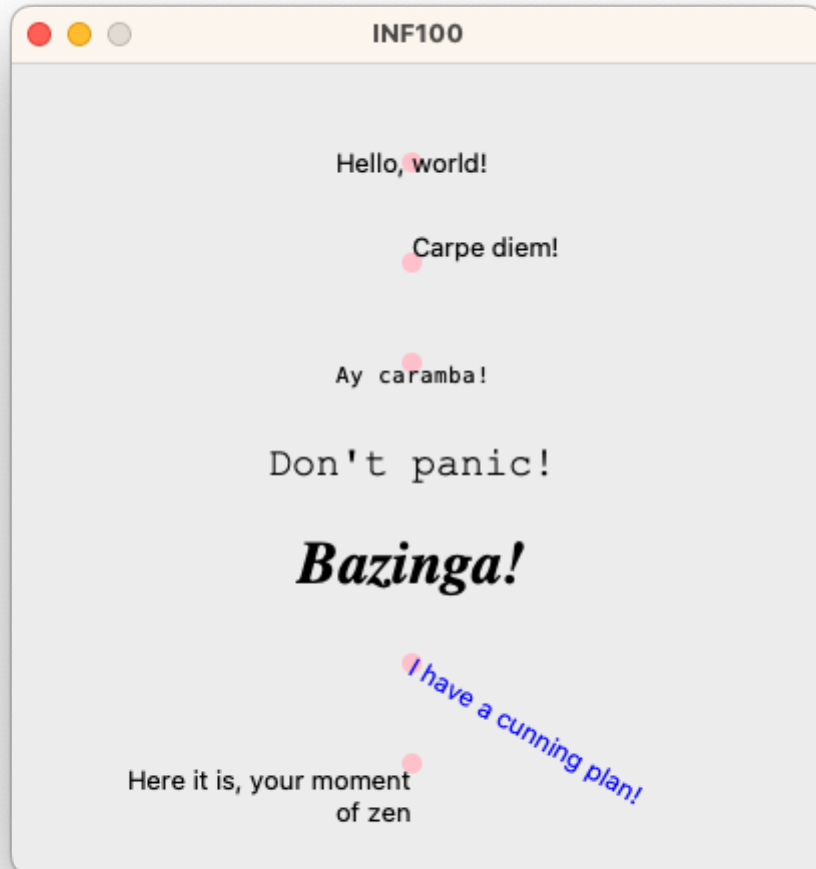 INF100
Hello, world!
Carpe diem!
Ay caramba!
Don't panic!
Bazinga!
I have a cunning plan!
Here it is, your moment
of zen